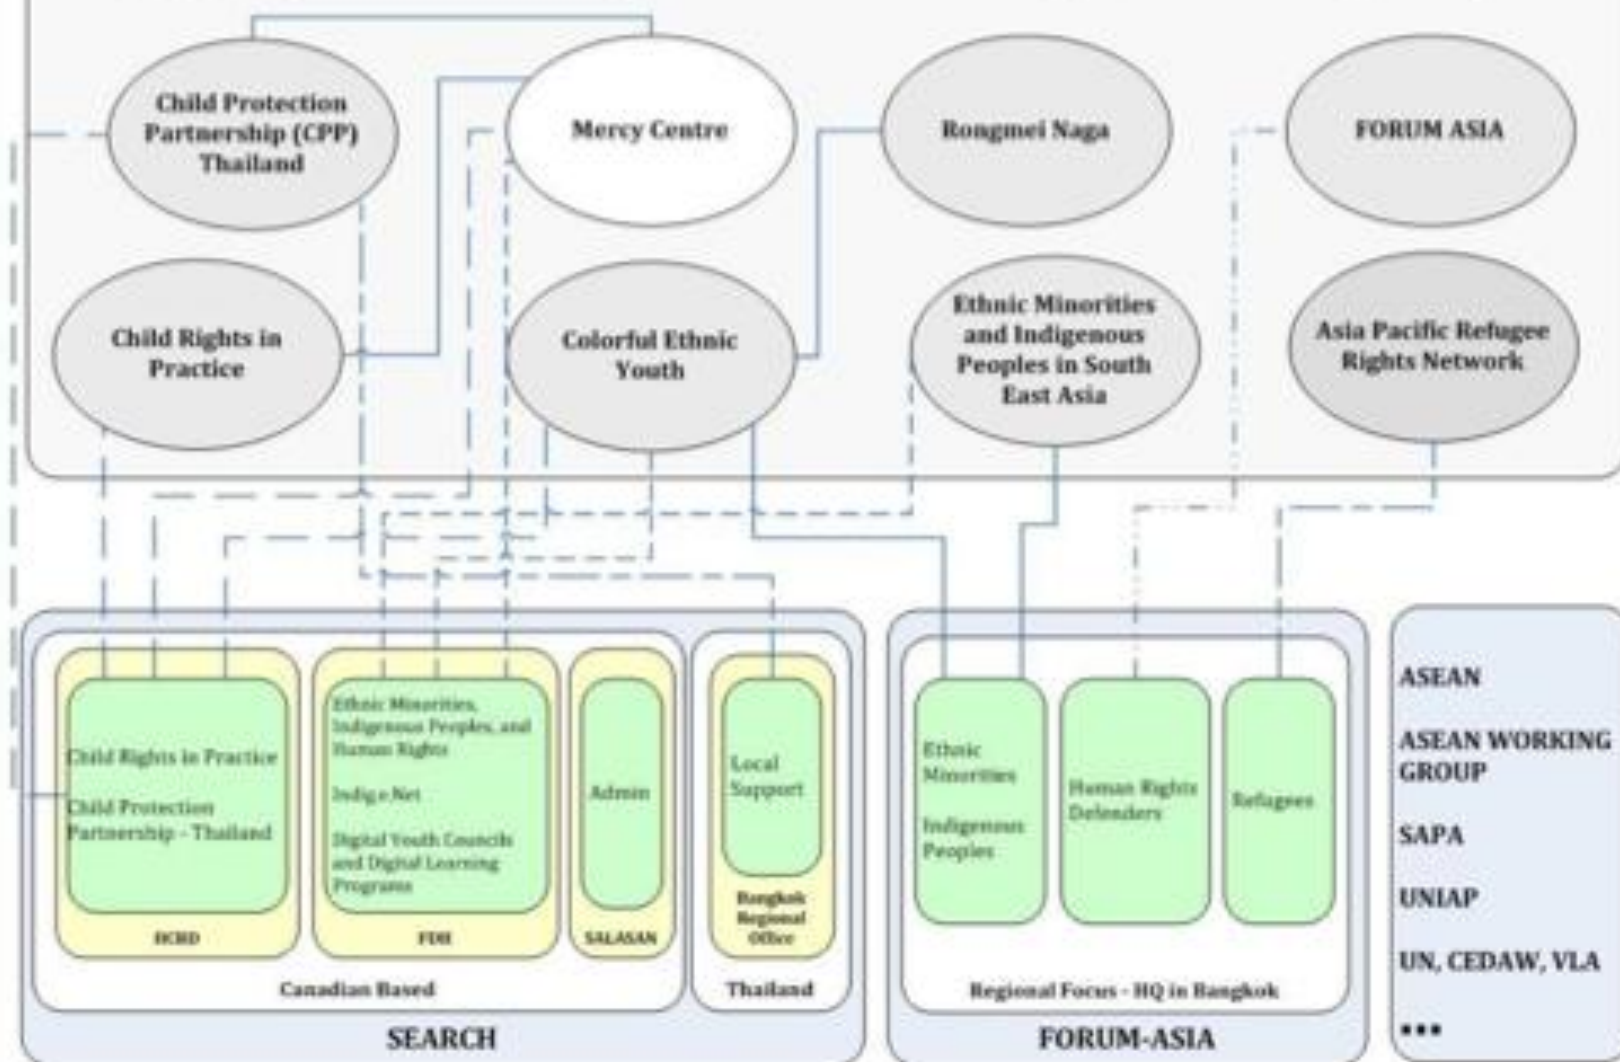 Child Protection
Partnership (CPP)
Thailand
Mercy Centre
Rongmei Naga
FORUM ASIA
Child Rights in
Practice
Colorful Ethnic
Youth
Ethnic Minorities
and Indigenous
Peoples in South
East Asia
Asia Pacific Refugee
Rights Network
Child Rights in Practice
Child Protection
Partnership - Thailand
Ethnic Minorities,
Indigenous Peoples, and
Human Rights
Indig.e.Net
Digital Youth Councils
and Digital Learning
Programs
Admin
SALASAN
Canadian Based
Local
Support
Bangkok
Regional
Office
Thailand
SEARCH
Ethnic
Minorities
Indigenous
Peoples
Human Rights
Defenders
Refugees
Regional Focus - HQ in Bangkok
FORUM-ASIA
ASEAN
ASEAN WORKING
GROUP
SAPA
UNIAP
UN, CEDAW, VLA
...